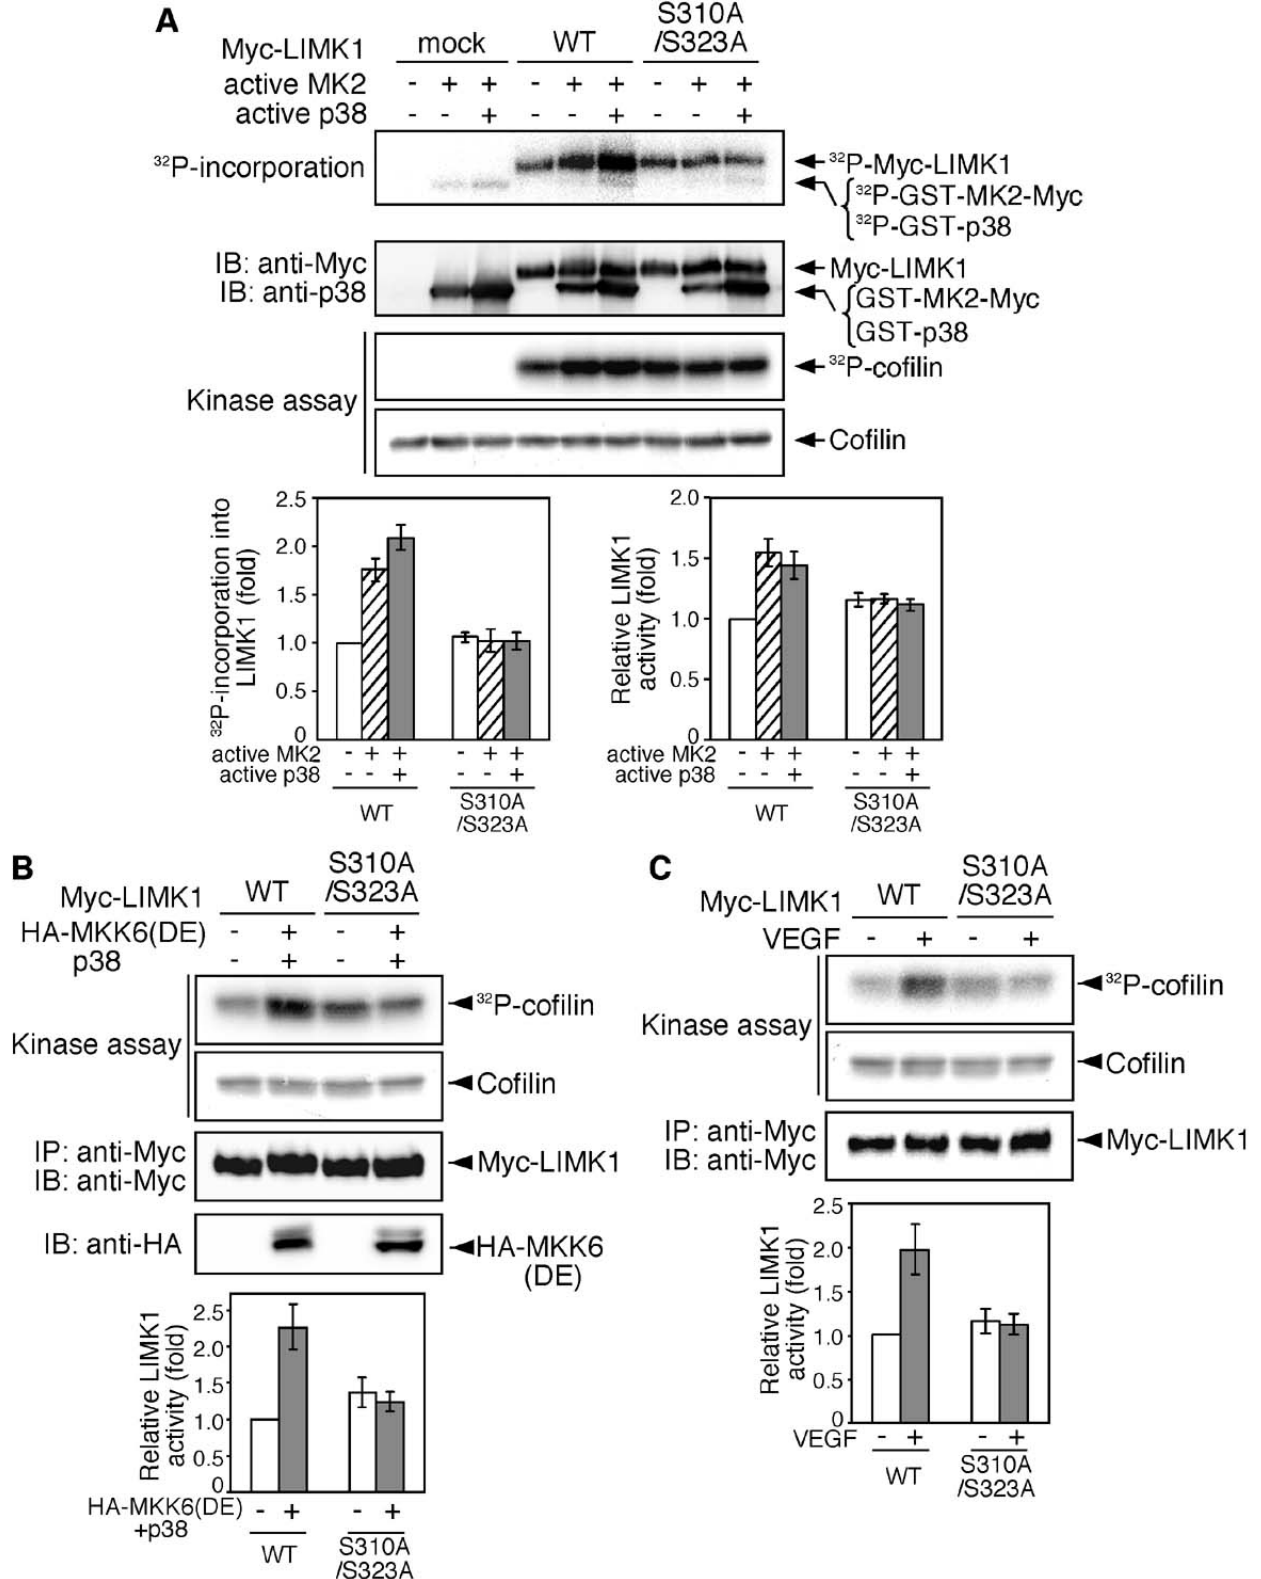 A
Myc-LIMK1 mock WT S310A
/S323A
active MK2 - + + - + + - + +
active p38 - - + - - + - - +
32P-incorporation
32P-Myc-LIMK1
32P-GST-MK2-Myc
32P-GST-p38
IB: anti-Myc
IB: anti-p38
Myc-LIMK1
GST-MK2-Myc
GST-p38
Kinase assay
32P-cofilin
Cofilin
32P-incorporation into
LIMK1 (fold)
2.5
2.0
1.5
1.0
0.5
0
active MK2 - + + - + +
active p38 - - + - - +
WT
S310A
/S323A
Relative LIMK1
activity (fold)
2.0
1.5
1.0
0.5
0
active MK2 - + + - + +
active p38 - - + - - +
WT
S310A
/S323A
B
Myc-LIMK1 WT S310A
/S323A
HA-MKK6(DE) - + - +
p38 - + - +
Kinase assay
32P-cofilin
Cofilin
IP: anti-Myc
IB: anti-Myc
Myc-LIMK1
IB: anti-HA
HA-MKK6
(DE)
Relative LIMK1
activity (fold)
2.5
2.0
1.5
1.0
0.5
0
HA-MKK6(DE)
+p38
- + - +
WT
S310A
/S323A
C
Myc-LIMK1 WT S310A
/S323A
VEGF - + - +
Kinase assay
32P-cofilin
Cofilin
IP: anti-Myc
IB: anti-Myc
Myc-LIMK1
Relative LIMK1
activity (fold)
2.5
2.0
1.5
1.0
0.5
0
VEGF - + - +
WT
S310A
/S323A